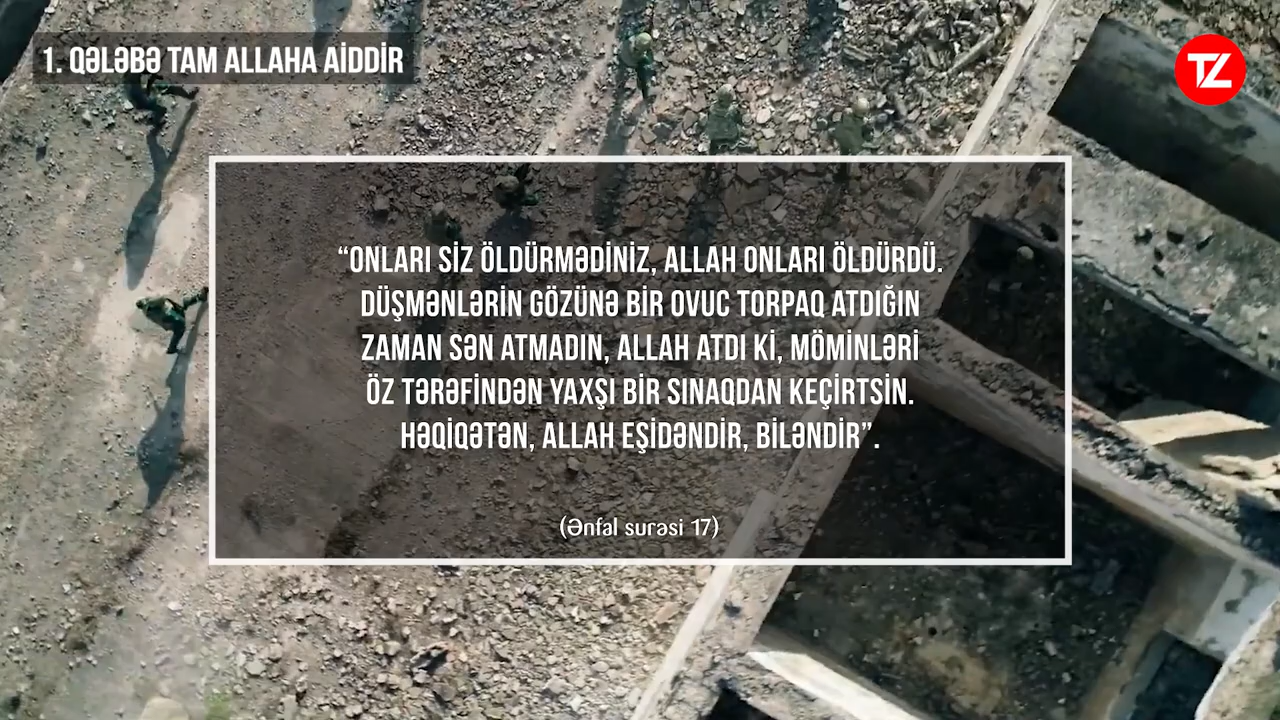 1. QƏLƏBƏ TAM ALLAHA AİDDİR
TZ
“ONLARI SİZ ÖLDÜRMƏDİNİZ, ALLAH ONLARI ÖLDÜRDÜ.
DÜŞMƏNLƏRİN GÖZÜNƏ BİR OVUC TORPAQ ATDIĞIN
ZAMAN SƏN ATMADIN, ALLAH ATDI Kİ, MÖMİNLƏRİ
ÖZ TƏRƏFİNDƏN YAXŞI BİR SINAQDAN KEÇİRTSİN.
HƏQİQƏTƏN, ALLAH EŞİDƏNDİR, BİLƏNDİR”.
(Ənfal surəsi 17)